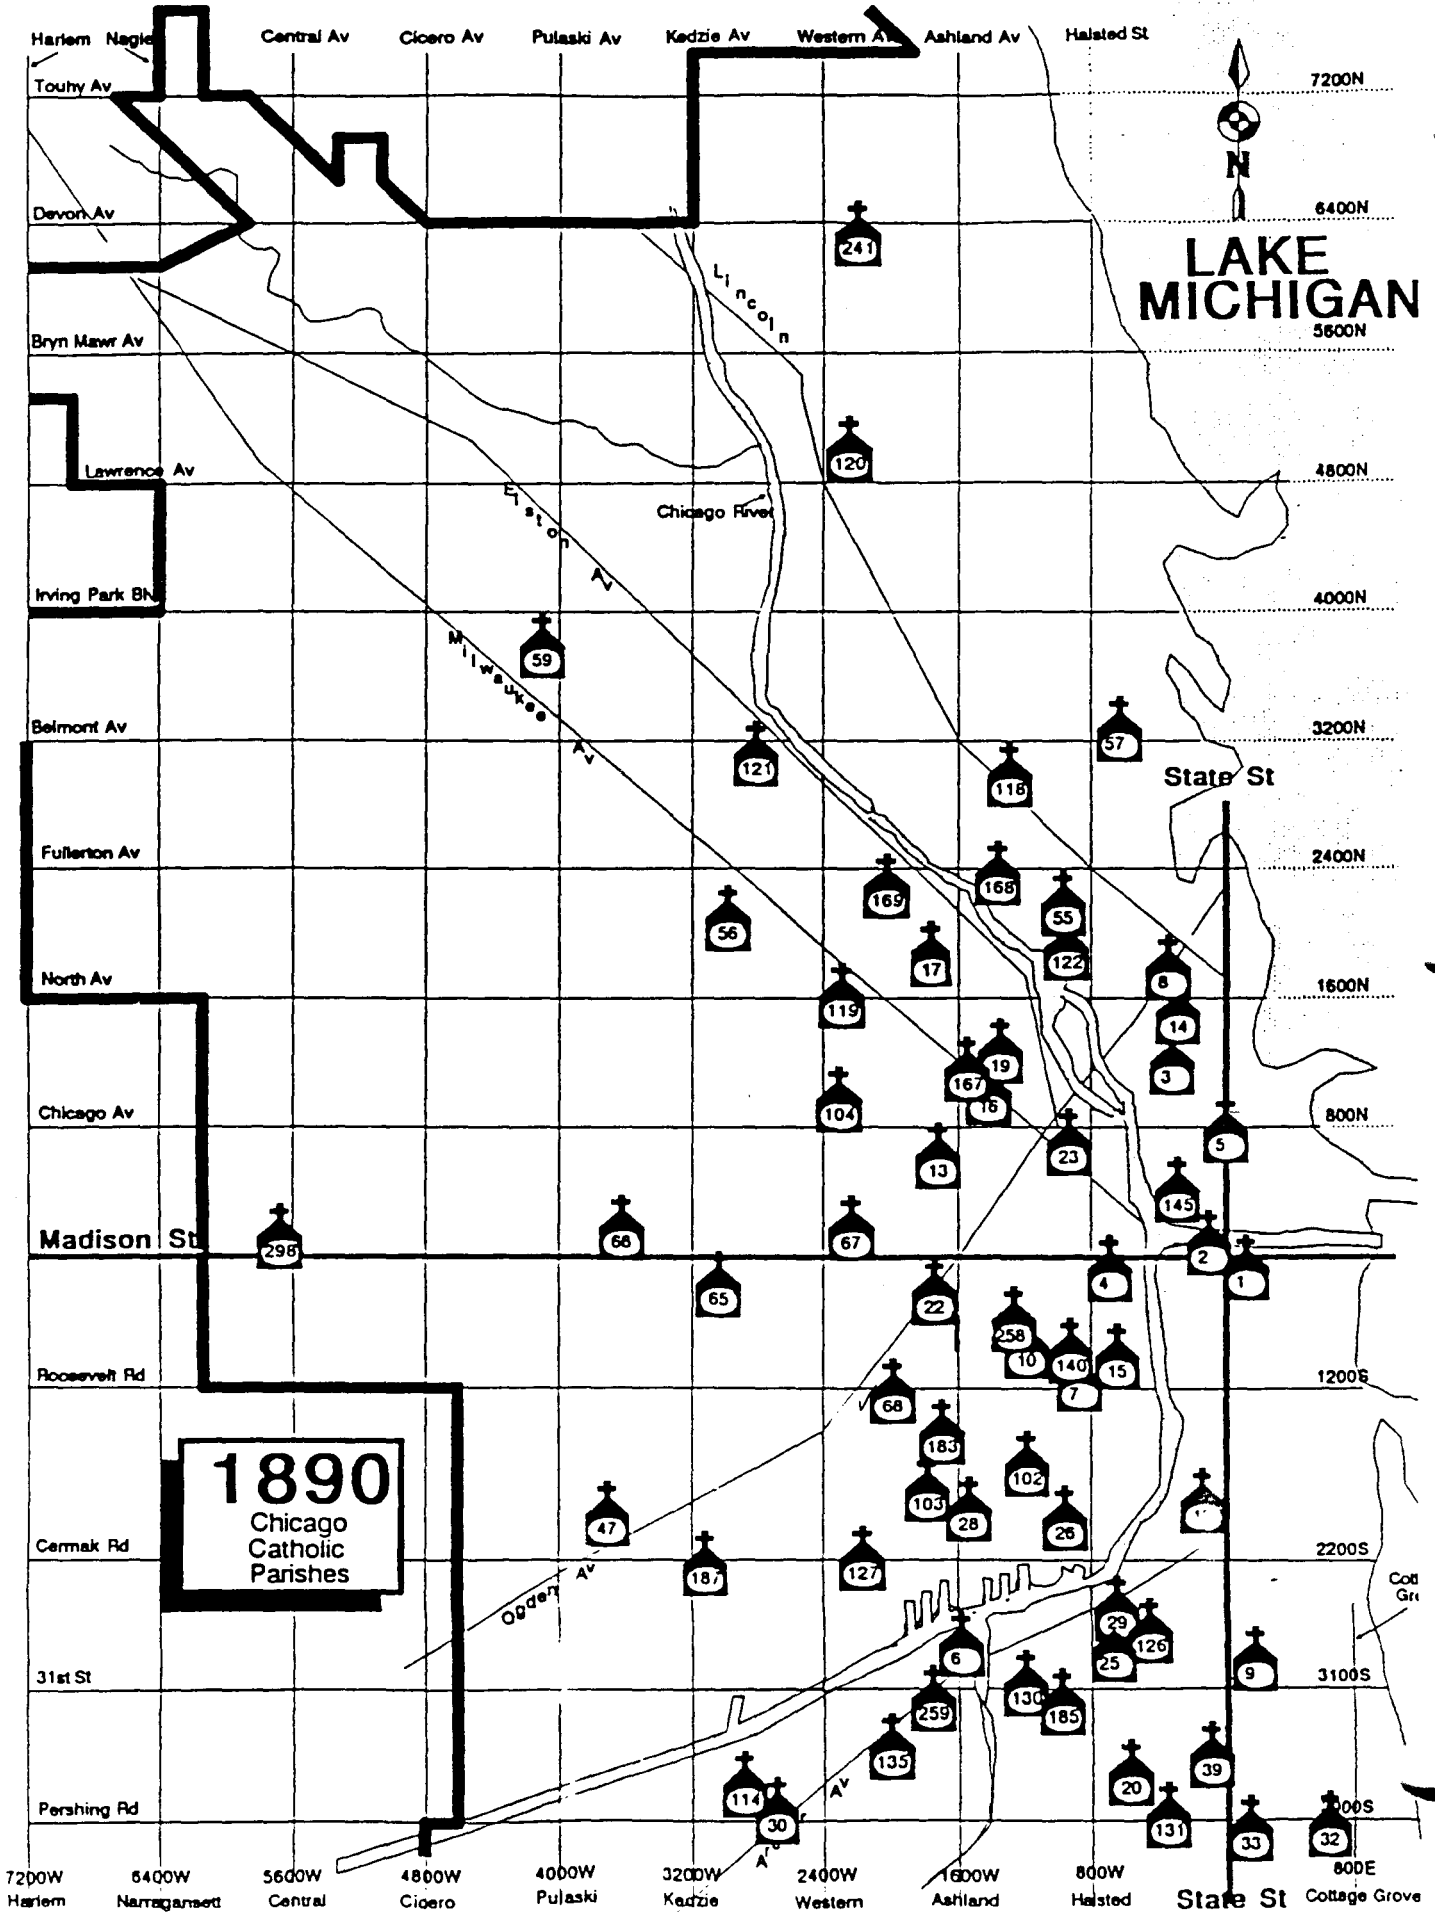 Harlem Nagle Central Av Cicero Av Pulaski Av Kedzie Av Western Av Ashland Av Halsted St
Touhy Av 7200N
N
Devon Av 6400N
241
LAKE
MICHIGAN
Lincoln
Bryn Mawr Av 5600N
120
Lawrence Av 4800N
Elston Av
Chicago River
Irving Park Blv 4000N
59
Milwaukee Av
Belmont Av 3200N
57
121
118
State St
Fullerton Av 2400N
168
169
55
56
122
17
North Av 1600N
8
119
14
19
3
167
16
104
Chicago Av 800N
5
23
13
145
Madison St
298
66
67
2
4
1
65
22
258
10
140
15
Roosevelt Rd 1200S
7
68
183
102
103
28
26
47
1890
Chicago
Catholic
Parishes
Cermak Rd 2200S
187
127
Ogden Av
29
126
6
25
9
31st St 3100S
130
259
185
135
39
20
114
Av
Pershing Rd 900S
30
131
33
32
Ar
7200W 6400W 5600W 4800W 4000W 3200W 2400W 1600W 800W 800E
Harlem Narragansett Central Cicero Pulaski Kedzie Western Ashland Halsted State St Cottage Grove